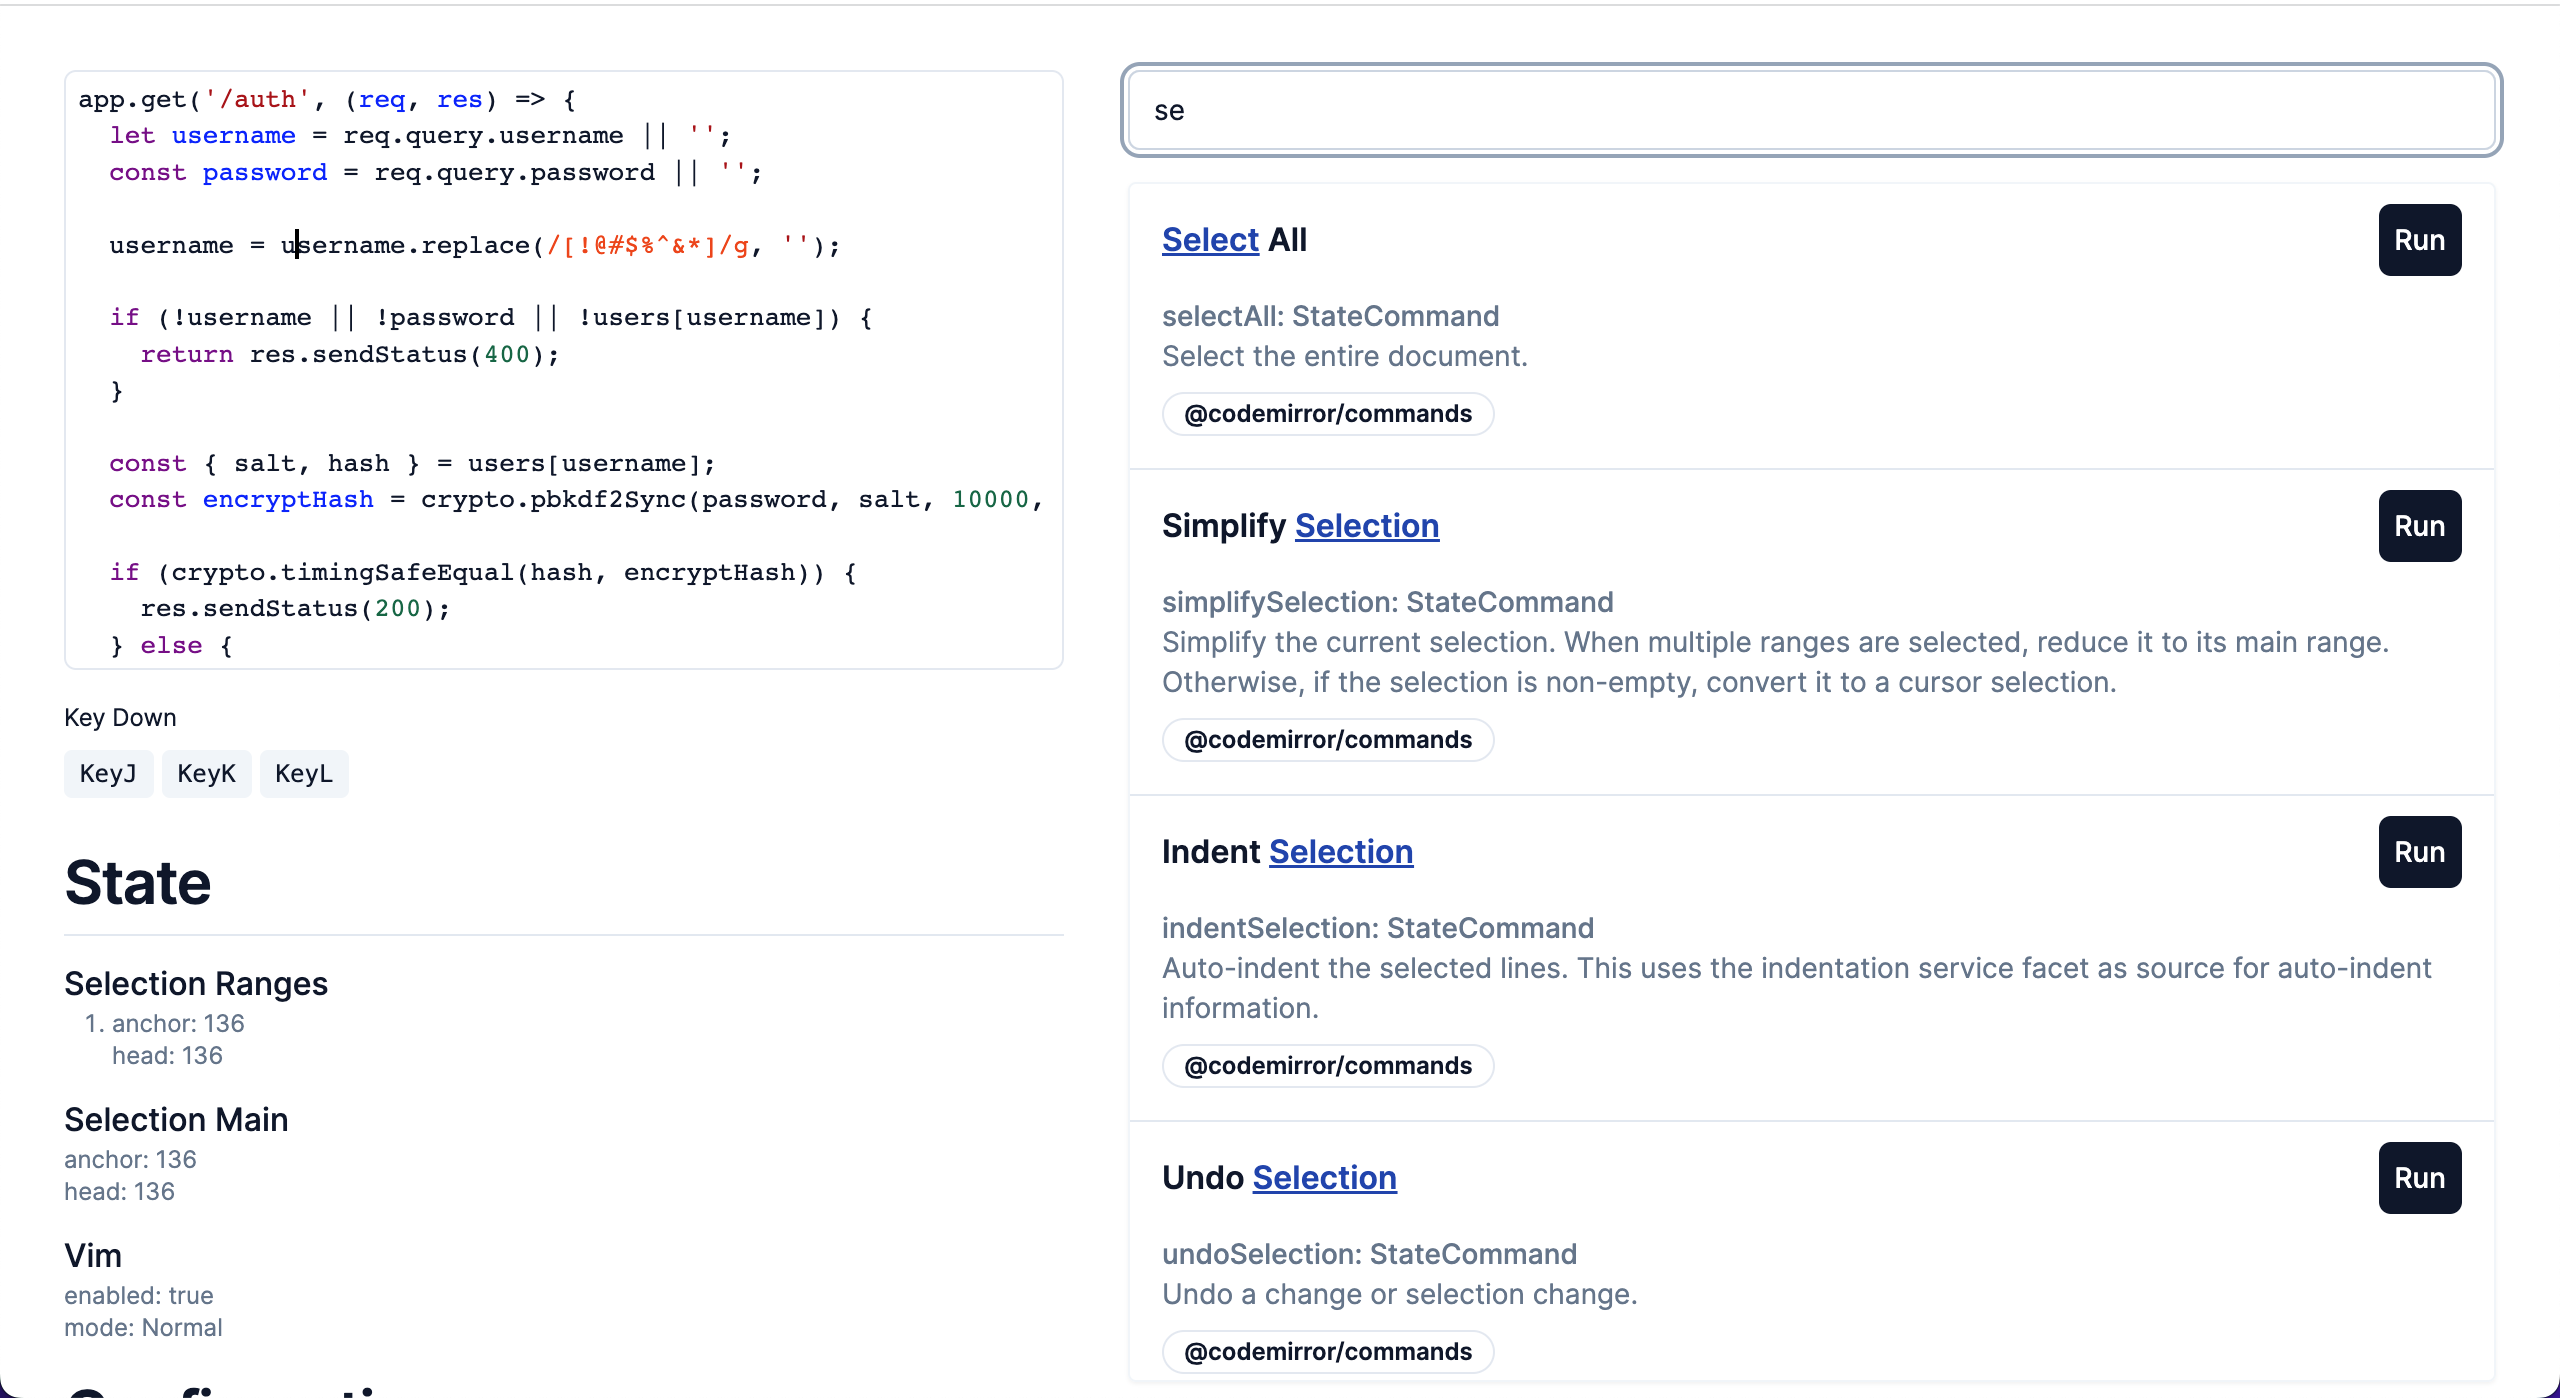 app.get('/auth', (req, res) => {
  let username = req.query.username || '';
  const password = req.query.password || '';
  username = username.replace(/[!@#$%^&*]/g, '');
  if (!username || !password || !users[username]) {
    return res.sendStatus(400);
  }
  const { salt, hash } = users[username];
  const encryptHash = crypto.pbkdf2Sync(password, salt, 10000,
  if (crypto.timingSafeEqual(hash, encryptHash)) {
    res.sendStatus(200);
  } else {
Key Down
KeyJ KeyK KeyL
State
Selection Ranges
1. anchor: 136
head: 136
Selection Main
anchor: 136
head: 136
Vim
enabled: true
mode: Normal
se
Select All
Run
selectAll: StateCommand
Select the entire document.
@codemirror/commands
Simplify Selection
Run
simplifySelection: StateCommand
Simplify the current selection. When multiple ranges are selected, reduce it to its main range.
Otherwise, if the selection is non-empty, convert it to a cursor selection.
@codemirror/commands
Indent Selection
Run
indentSelection: StateCommand
Auto-indent the selected lines. This uses the indentation service facet as source for auto-indent
information.
@codemirror/commands
Undo Selection
Run
undoSelection: StateCommand
Undo a change or selection change.
@codemirror/commands